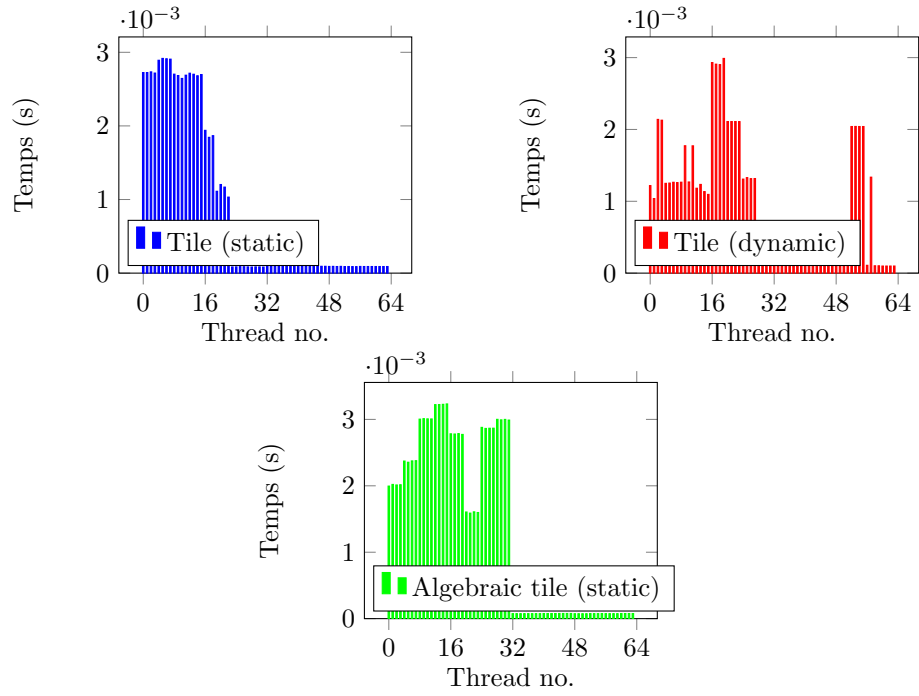 ·10⁻³
3
2
1
0
Temps (s)
0 16 32 48 64
Thread no.
Tile (static)
·10⁻³
3
2
1
0
Temps (s)
0 16 32 48 64
Thread no.
Tile (dynamic)
·10⁻³
3
2
1
0
Temps (s)
0 16 32 48 64
Thread no.
Algebraic tile (static)